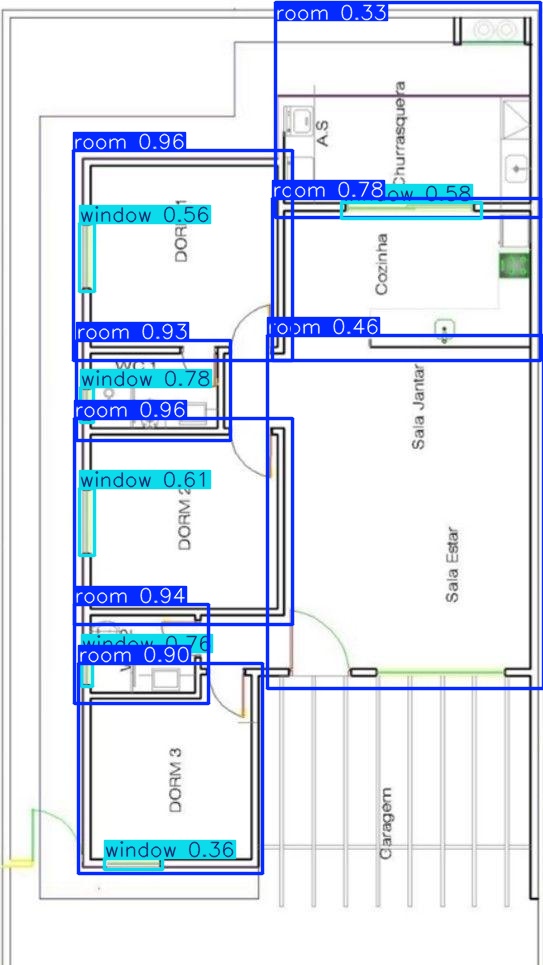 room 0.33
A.S
Churrasquera
room 0.96
room 0.78
window 0.58
window 0.56
DORM 1
Cozinha
room 0.93
room 0.46
WC 1
window 0.78
Sala Jantar
room 0.96
window 0.61
DORM 2
Sala Estar
room 0.94
window 0.76
room 0.90
DORM 3
Garagem
window 0.36